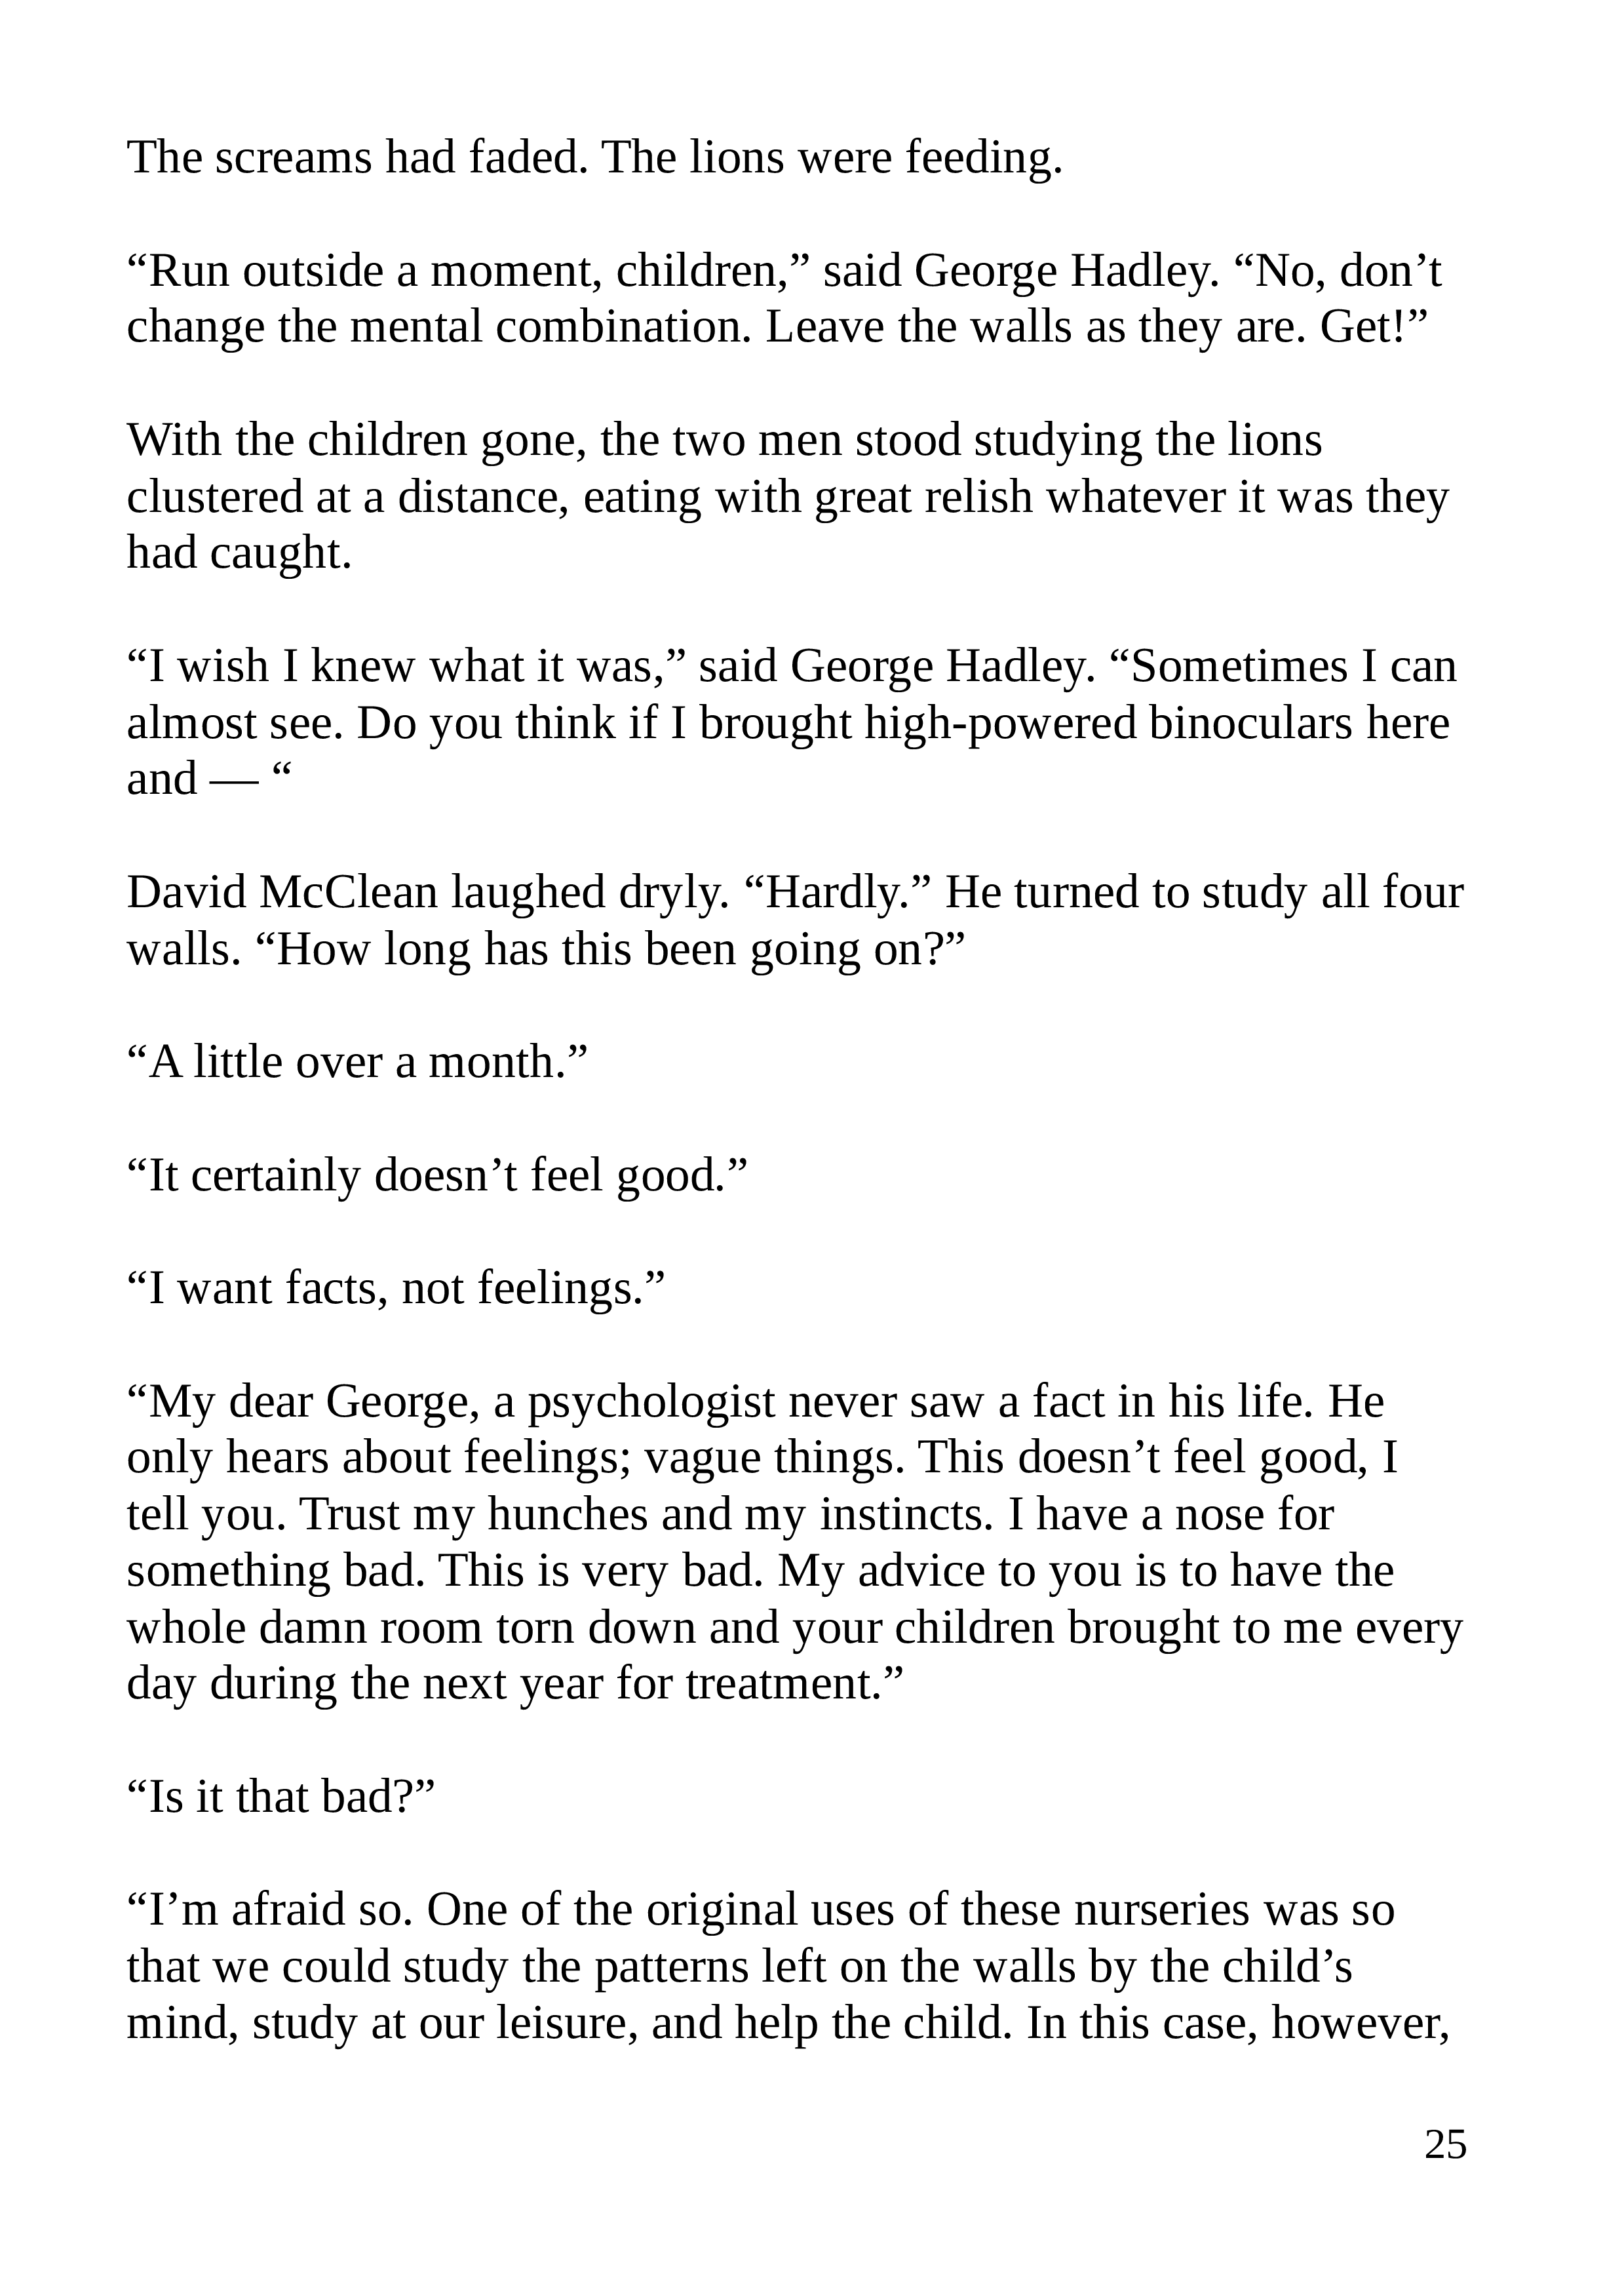 The screams had faded. The lions were feeding.
“Run outside a moment, children,” said George Hadley. “No, don’t
change the mental combination. Leave the walls as they are. Get!”
With the children gone, the two men stood studying the lions
clustered at a distance, eating with great relish whatever it was they
had caught.
“I wish I knew what it was,” said George Hadley. “Sometimes I can
almost see. Do you think if I brought high-powered binoculars here
and — “
David McClean laughed dryly. “Hardly.” He turned to study all four
walls. “How long has this been going on?”
“A little over a month.”
“It certainly doesn’t feel good.”
“I want facts, not feelings.”
“My dear George, a psychologist never saw a fact in his life. He
only hears about feelings; vague things. This doesn’t feel good, I
tell you. Trust my hunches and my instincts. I have a nose for
something bad. This is very bad. My advice to you is to have the
whole damn room torn down and your children brought to me every
day during the next year for treatment.”
“Is it that bad?”
“I’m afraid so. One of the original uses of these nurseries was so
that we could study the patterns left on the walls by the child’s
mind, study at our leisure, and help the child. In this case, however,
25